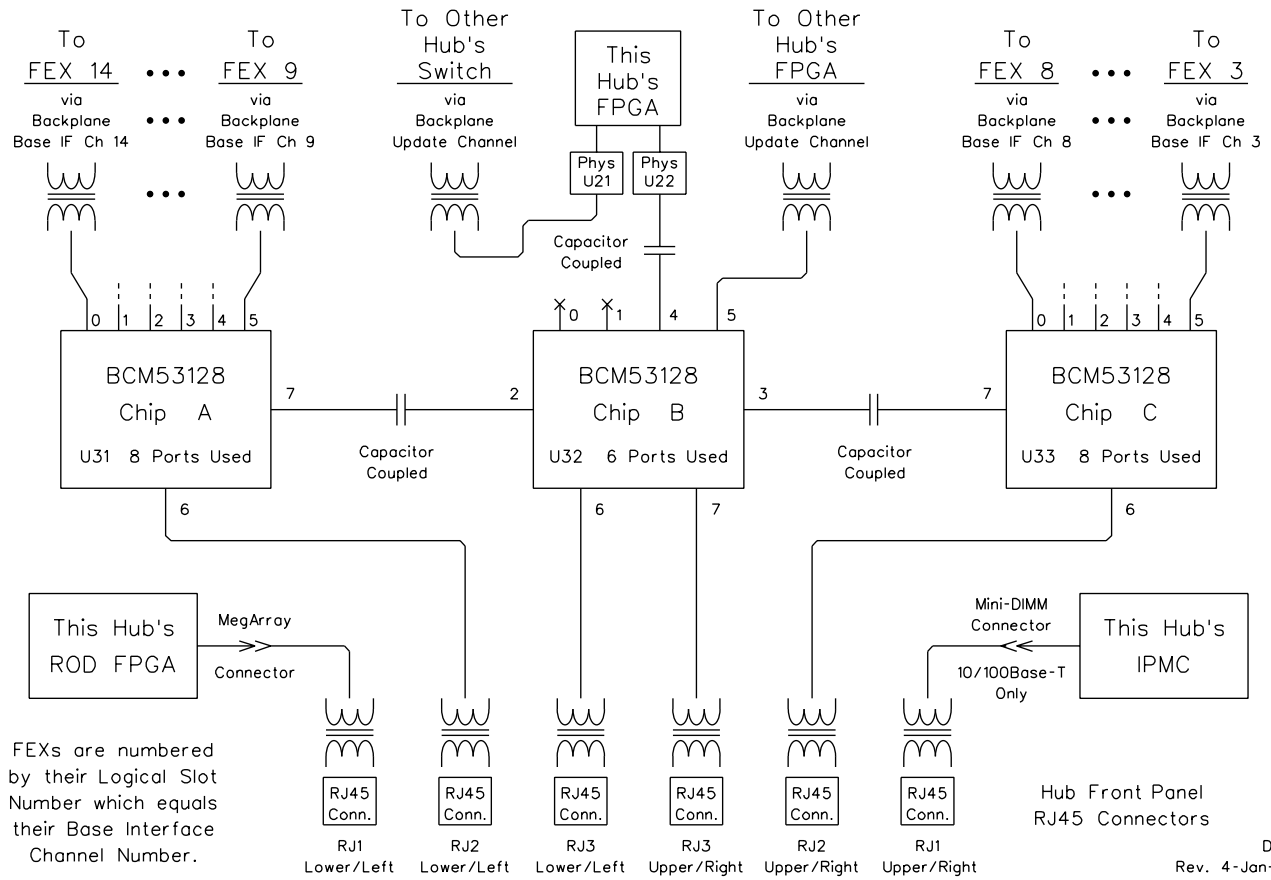 To
FEX 14
via
Backplane
Base IF Ch 14
To
FEX 9
via
Backplane
Base IF Ch 9
To Other
Hub's
Switch
via
Backplane
Update Channel
This
Hub's
FPGA
Phys
U21
Phys
U22
To Other
Hub's
FPGA
via
Backplane
Update Channel
To
FEX 8
via
Backplane
Base IF Ch 8
To
FEX 3
via
Backplane
Base IF Ch 3
Capacitor
Coupled
0 1 2 3 4 5
0 1 4 5
0 1 2 3 4 5
BCM53128
Chip A
U31 8 Ports Used
7
Capacitor
Coupled
2
BCM53128
Chip B
U32 6 Ports Used
3
Capacitor
Coupled
7
BCM53128
Chip C
U33 8 Ports Used
6
6
7
6
This Hub's
ROD FPGA
MegArray
Connector
Mini-DIMM
Connector
10/100Base-T
Only
This Hub's
IPMC
FEXs are numbered
by their Logical Slot
Number which equals
their Base Interface
Channel Number.
RJ45
Conn.
RJ1
Lower/Left
RJ45
Conn.
RJ2
Lower/Left
RJ45
Conn.
RJ3
Lower/Left
RJ45
Conn.
RJ3
Upper/Right
RJ45
Conn.
RJ2
Upper/Right
RJ45
Conn.
RJ1
Upper/Right
Hub Front Panel
RJ45 Connectors
Rev. 4-Jan-